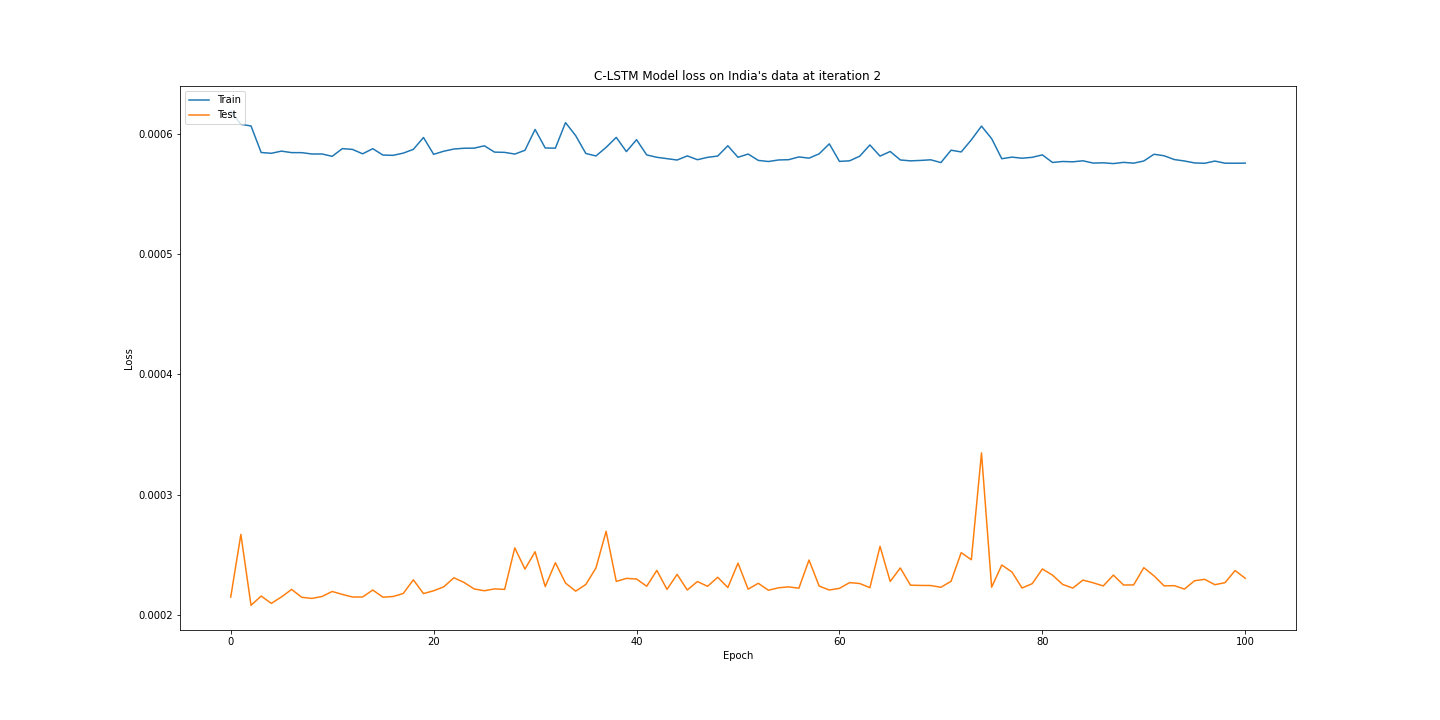 C-LSTM Model loss on India's data at iteration 2
Train
Test
0.0006
0.0005
0.0004
0.0003
0.0002
Loss
0 20 40 60 80 100
Epoch